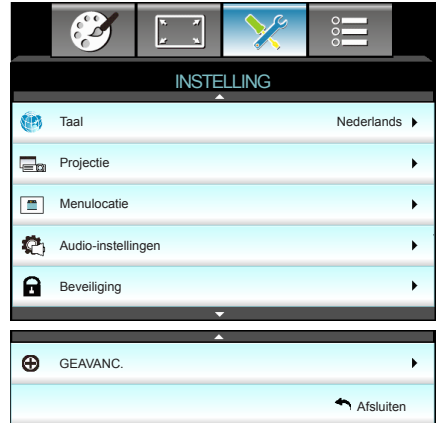 INSTELLING
Taal Nederlands
Projectie
Menulocatie
Audio-instellingen
Beveiliging
GEAVANC.
Afsluiten